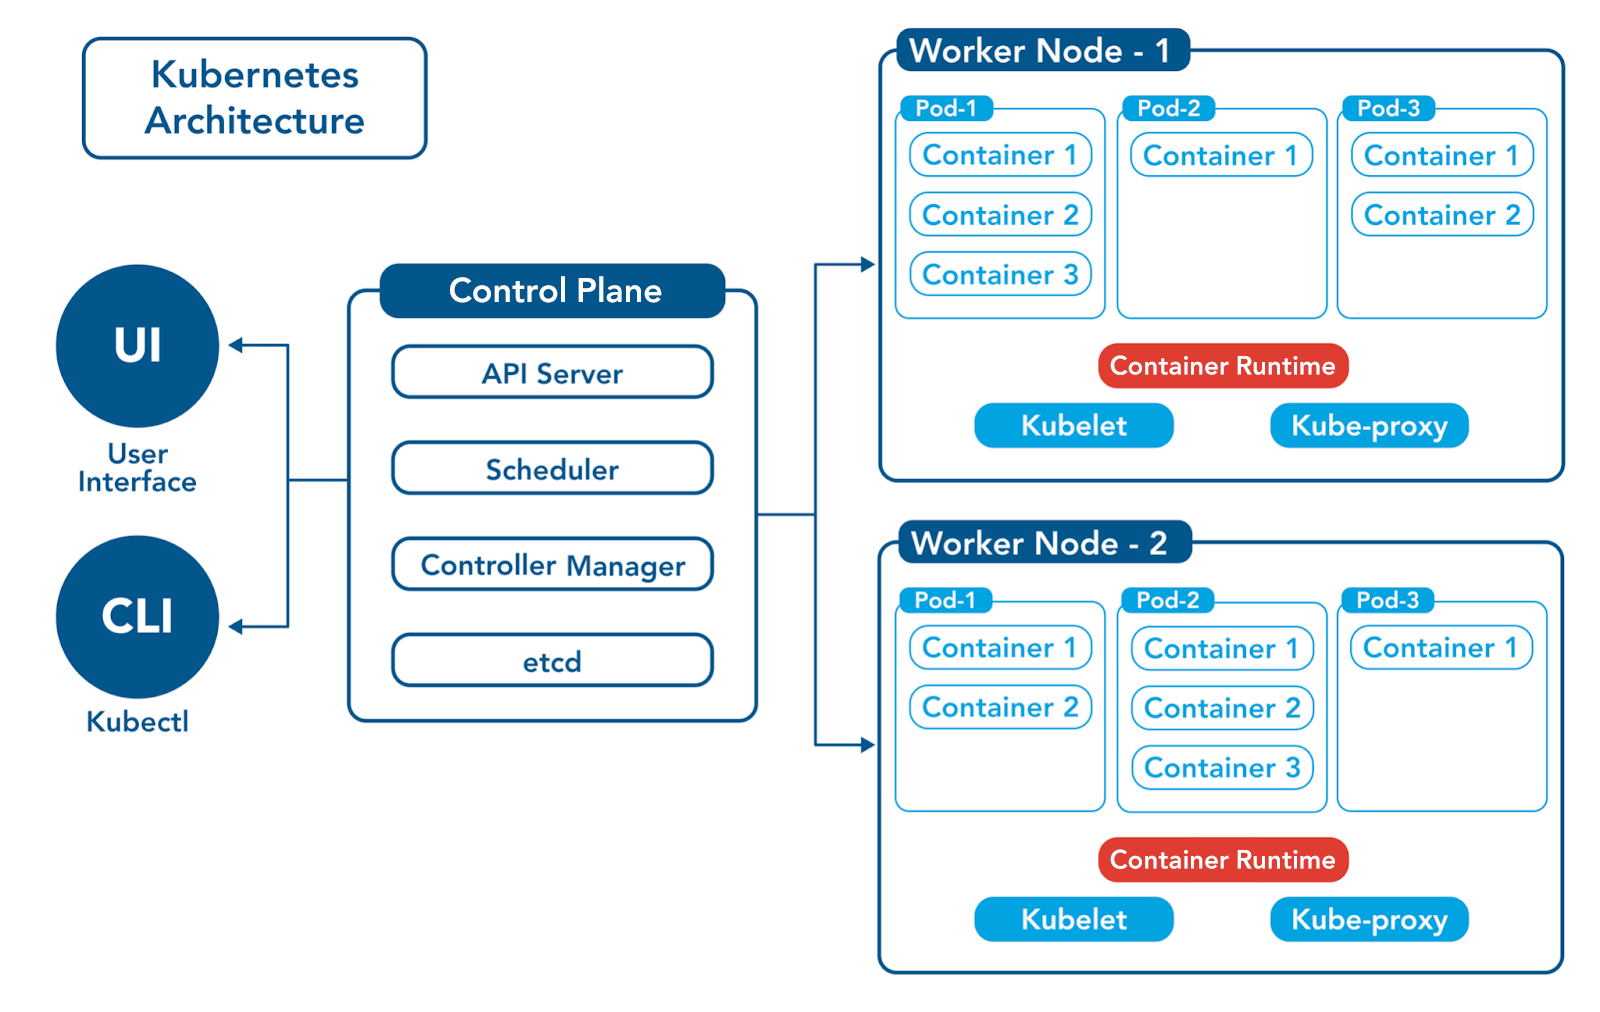 Kubernetes
Architecture
UI
User
Interface
CLI
Kubectl
Control Plane
API Server
Scheduler
Controller Manager
etcd
Worker Node - 1
Pod-1
Container 1
Container 2
Container 3
Pod-2
Container 1
Pod-3
Container 1
Container 2
Container Runtime
Kubelet
Kube-proxy
Worker Node - 2
Pod-1
Container 1
Container 2
Pod-2
Container 1
Container 2
Container 3
Pod-3
Container 1
Container Runtime
Kubelet
Kube-proxy